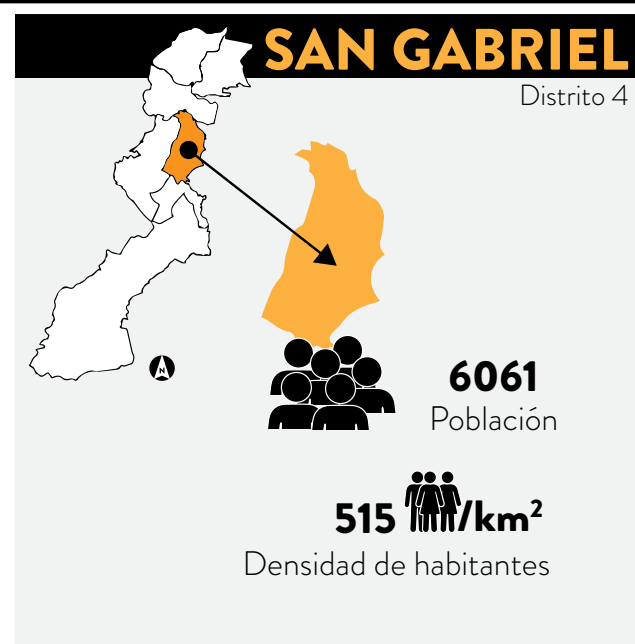 SAN GABRIEL
Distrito 4
N
6061
Población
515 /km²
Densidad de habitantes